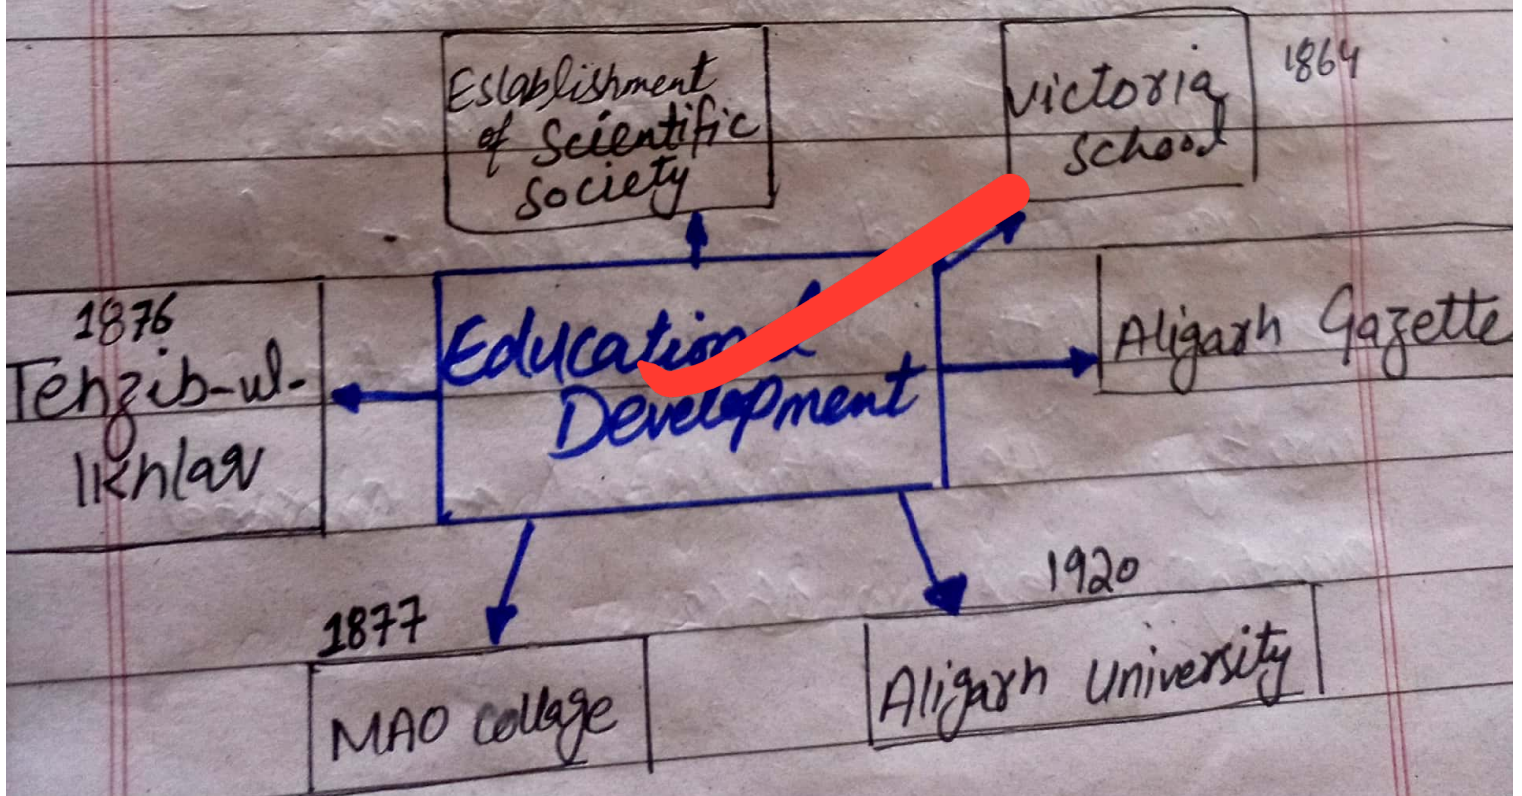 Establishment
of Scientific
Society
Victoria
School
1864
1876
Tehzib-ul-
Ikhlaq
Educational
Development
Aligarh Gazette
1877
MAO Collage
1920
Aligarh University